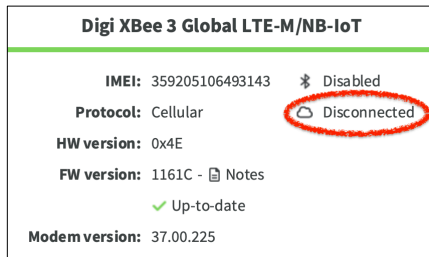 Digi XBee 3 Global LTE-M/NB-IoT
IMEI: 359205106493143 Disabled
Protocol: Cellular Disconnected
HW version: 0x4E
FW version: 1161C - Notes
Up-to-date
Modem version: 37.00.225